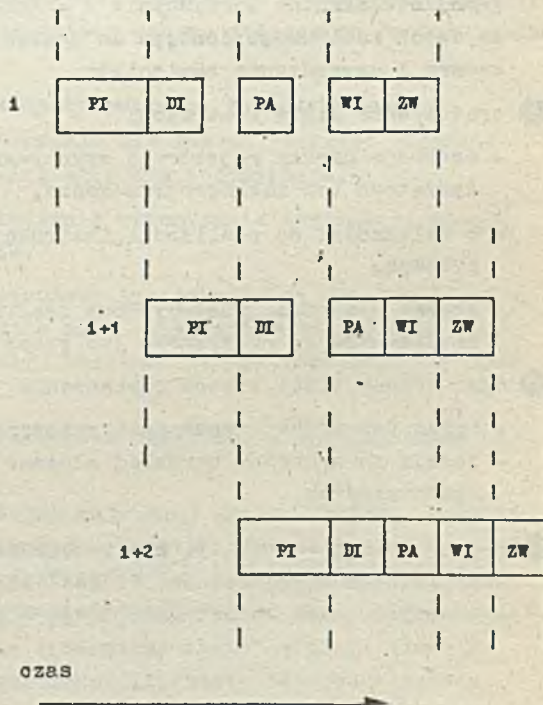 i PI DI PA WI ZW
i+1 PI DI PA WI ZW
i+2 PI DI PA WI ZW
czas